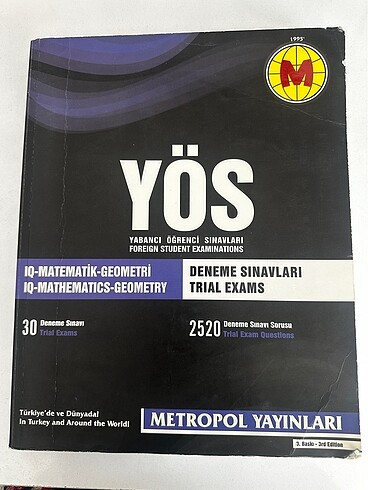 1995
M
YÖS
YABANCI ÖĞRENCİ SINAVLARI
FOREIGN STUDENT EXAMINATIONS
IQ-MATEMATİK-GEOMETRİ
IQ-MATHEMATICS-GEOMETRY
DENEME SINAVLARI
TRIAL EXAMS
30 Deneme Sınavı
Trial Exams
2520 Deneme Sınavı Sorusu
Trial Exam Questions
Türkiye'de ve Dünyada!
In Turkey and Around the World!
METROPOL YAYINLARI
3. Baskı - 3rd Edition